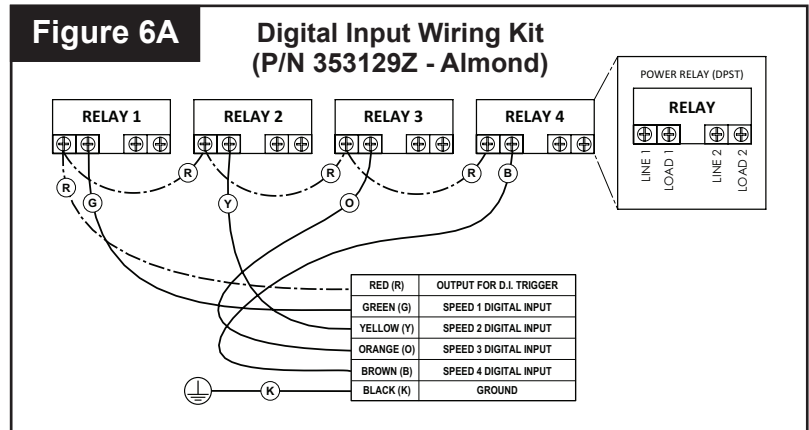 Figure 6A
Digital Input Wiring Kit
(P/N 353129Z - Almond)
RELAY 1
RELAY 2
RELAY 3
RELAY 4
POWER RELAY (DPST)
RELAY
LINE 1
LOAD 1
LINE 2
LOAD 2
R
R
R
R
G
Y
O
B
RED (R) OUTPUT FOR D.I. TRIGGER
GREEN (G) SPEED 1 DIGITAL INPUT
YELLOW (Y) SPEED 2 DIGITAL INPUT
ORANGE (O) SPEED 3 DIGITAL INPUT
BROWN (B) SPEED 4 DIGITAL INPUT
BLACK (K) GROUND
K